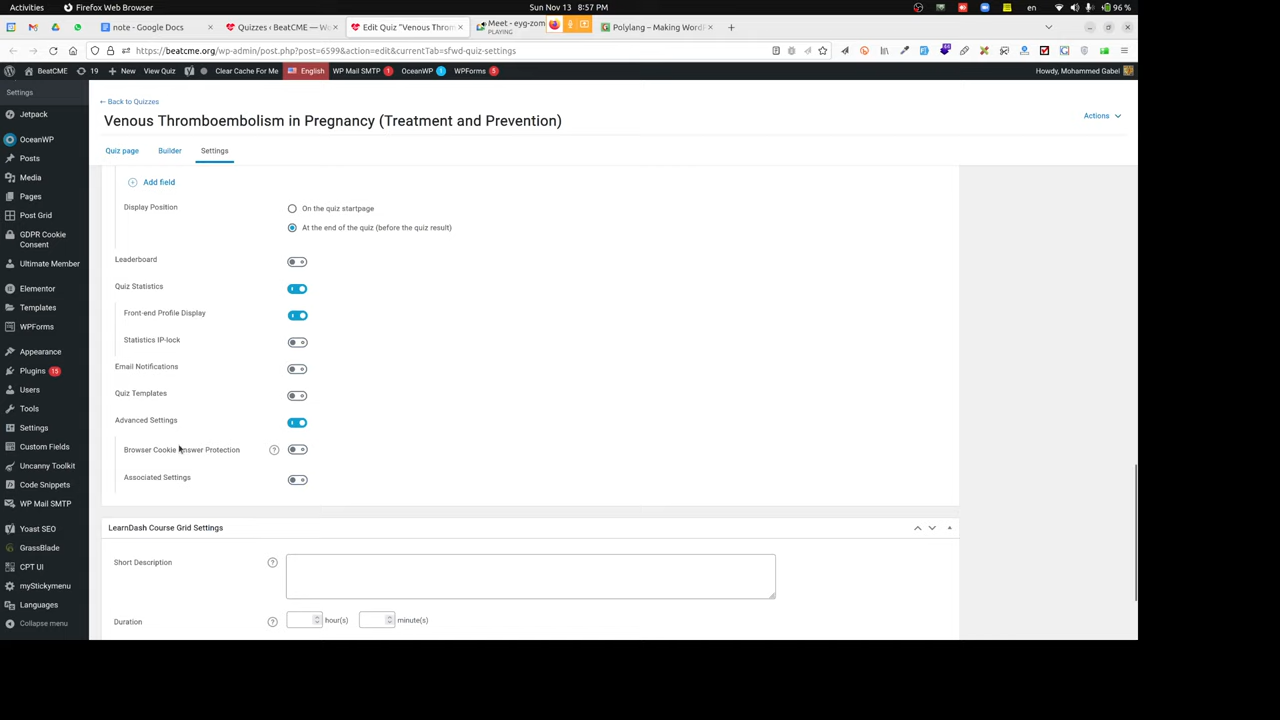 Activities
Firefox Web Browser
Sun Nov 13 8:57 PM
en
96 %
note - Google Docs
Quizzes ‹ BeatCME — W
Edit Quiz "Venous Throm
Meet - eyg-zom
PLAYING
Polylang – Making Word
https://beatcme.org/wp-admin/post.php?post=6599&action=edit&currentTab=sfwd-quiz-settings
BeatCME
19
New
View Quiz
Clear Cache For Me
English
WP Mail SMTP 1
OceanWP 1
WPForms 5
Howdy, Mohammed Gabel
Settings
Jetpack
OceanWP
Posts
Media
Pages
Post Grid
GDPR Cookie
Consent
Ultimate Member
Elementor
Templates
WPForms
Appearance
Plugins 15
Users
Tools
Settings
Custom Fields
Uncanny Toolkit
Code Snippets
WP Mail SMTP
Yoast SEO
GrassBlade
CPT UI
myStickymenu
Languages
Collapse menu
← Back to Quizzes
Venous Thromboembolism in Pregnancy (Treatment and Prevention)
Actions
Quiz page
Builder
Settings
Add field
Display Position
On the quiz startpage
At the end of the quiz (before the quiz result)
Leaderboard
Quiz Statistics
Front-end Profile Display
Statistics IP-lock
Email Notifications
Quiz Templates
Advanced Settings
Browser Cookie Answer Protection ?
Associated Settings
LearnDash Course Grid Settings
Short Description ?
Duration ?
hour(s)
minute(s)